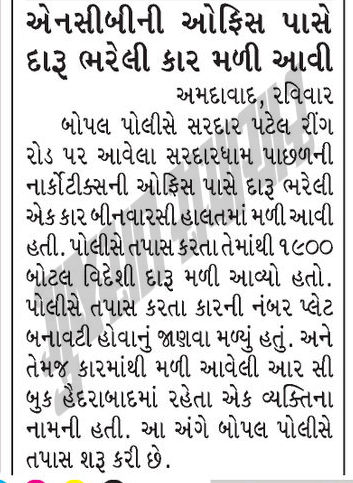 એનસીબીની ઓફિસ પાસે
દારૂ ભરેલી કાર મળી આવી
અમદાવાદ, રવિવાર
બોપલ પોલીસે સરદાર પટેલ રીંગ
રોડ પર આવેલા સરદારધામ પાછળની
નાર્કોટીક્સની ઓફિસ પાસે દારૂ ભરેલી
એક કાર બીનવારસી હાલતમાં મળી આવી
હતી. પોલીસે તપાસ કરતા તેમાંથી ૧૯૦૦
બોટલ વિદેશી દારૂ મળી આવ્યો હતો.
પોલીસે તપાસ કરતા કારની નંબર પ્લેટ
બનાવટી હોવાનું જાણવા મળ્યું હતું. અને
તેમજ કારમાંથી મળી આવેલી આર સી
બુક હૈદરાબાદમાં રહેતા એક વ્યક્તિના
નામની હતી. આ અંગે બોપલ પોલીસે
તપાસ શરૂ કરી છે.